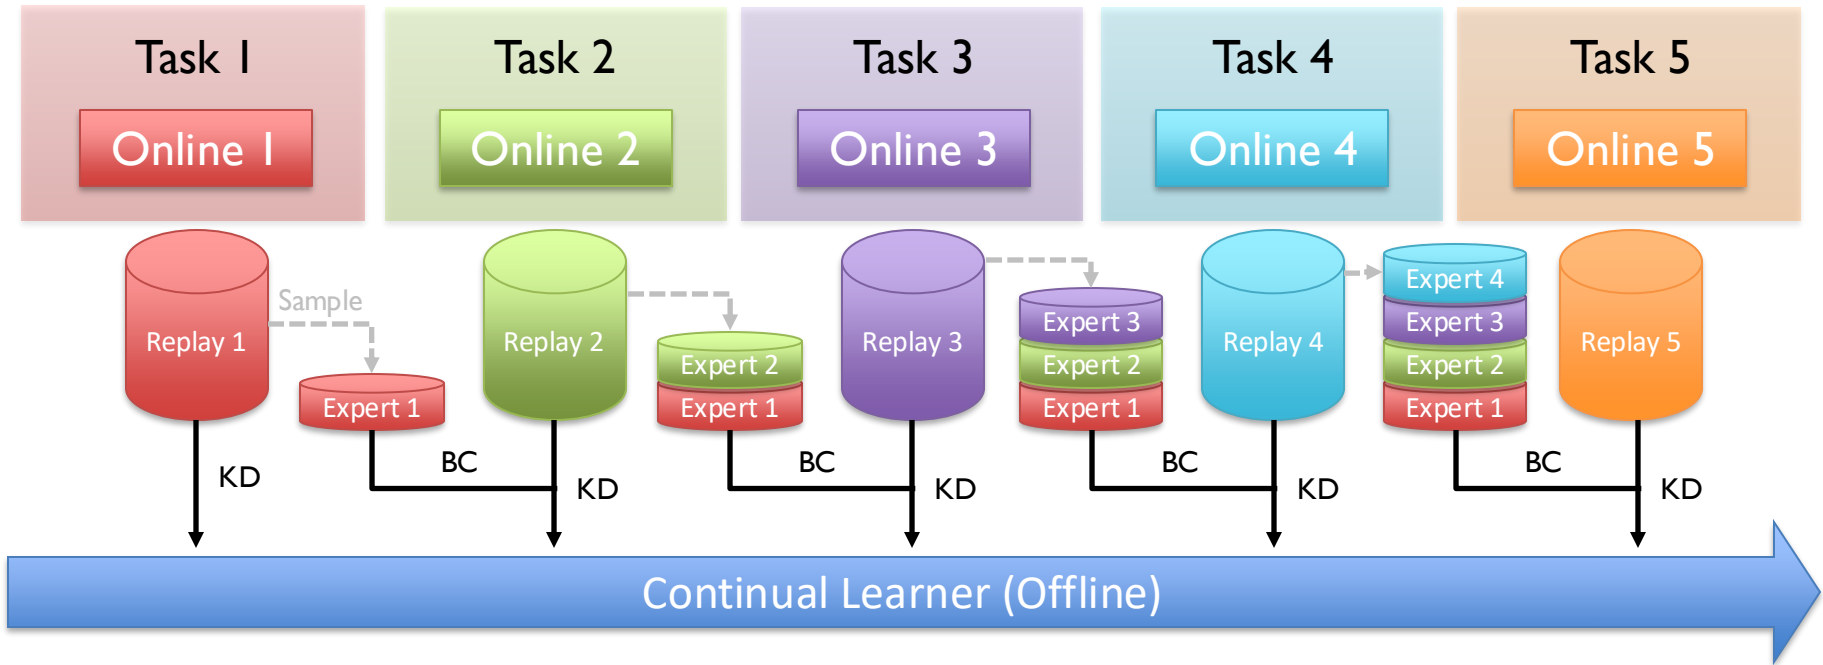 Task 1
Task 2
Task 3
Task 4
Task 5
Online 1
Online 2
Online 3
Online 4
Online 5
Replay 1
Sample
Expert 1
Replay 2
Expert 2
Expert 1
Replay 3
Expert 3
Expert 2
Expert 1
Replay 4
Expert 4
Expert 3
Expert 2
Expert 1
Replay 5
KD
BC
KD
BC
KD
BC
KD
BC
KD
Continual Learner (Offline)